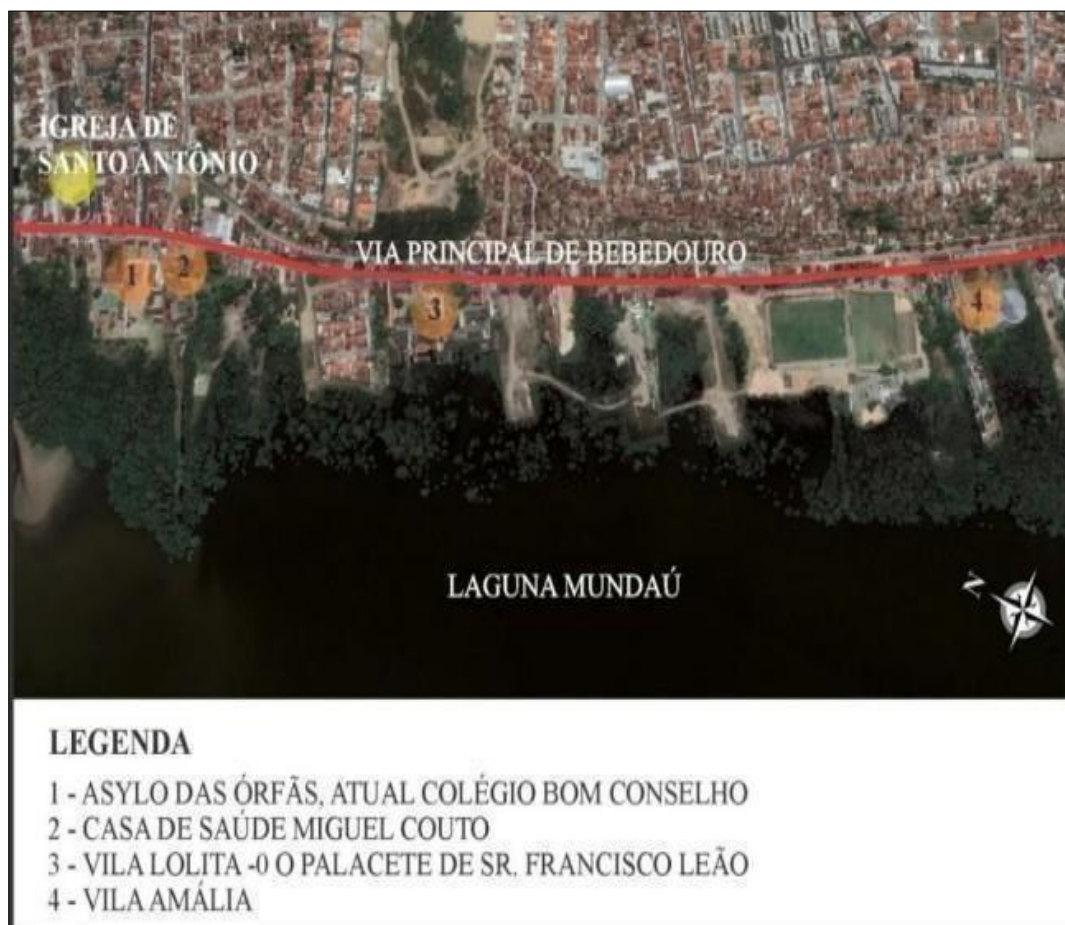 IGREJA DE
SANTO ANTÔNIO
VIA PRINCIPAL DE BEBEDOURO
1
2
3
4
LAGUNA MUNDAÚ
N
LEGENDA
1 - ASYLO DAS ÓRFÃS, ATUAL COLÉGIO BOM CONSELHO
2 - CASA DE SAÚDE MIGUEL COUTO
3 - VILA LOLITA -0 O PALACETE DE SR. FRANCISCO LEÃO
4 - VILA AMÁLIA